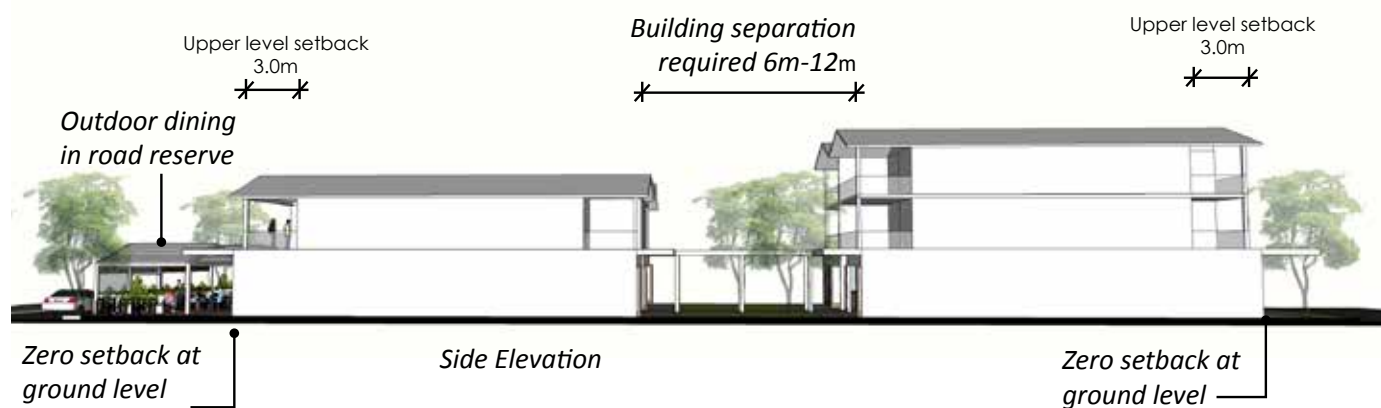 Upper level setback
3.0m
Building separation
required 6m-12m
Upper level setback
3.0m
Outdoor dining
in road reserve
Zero setback at
ground level
Side Elevation
Zero setback at
ground level